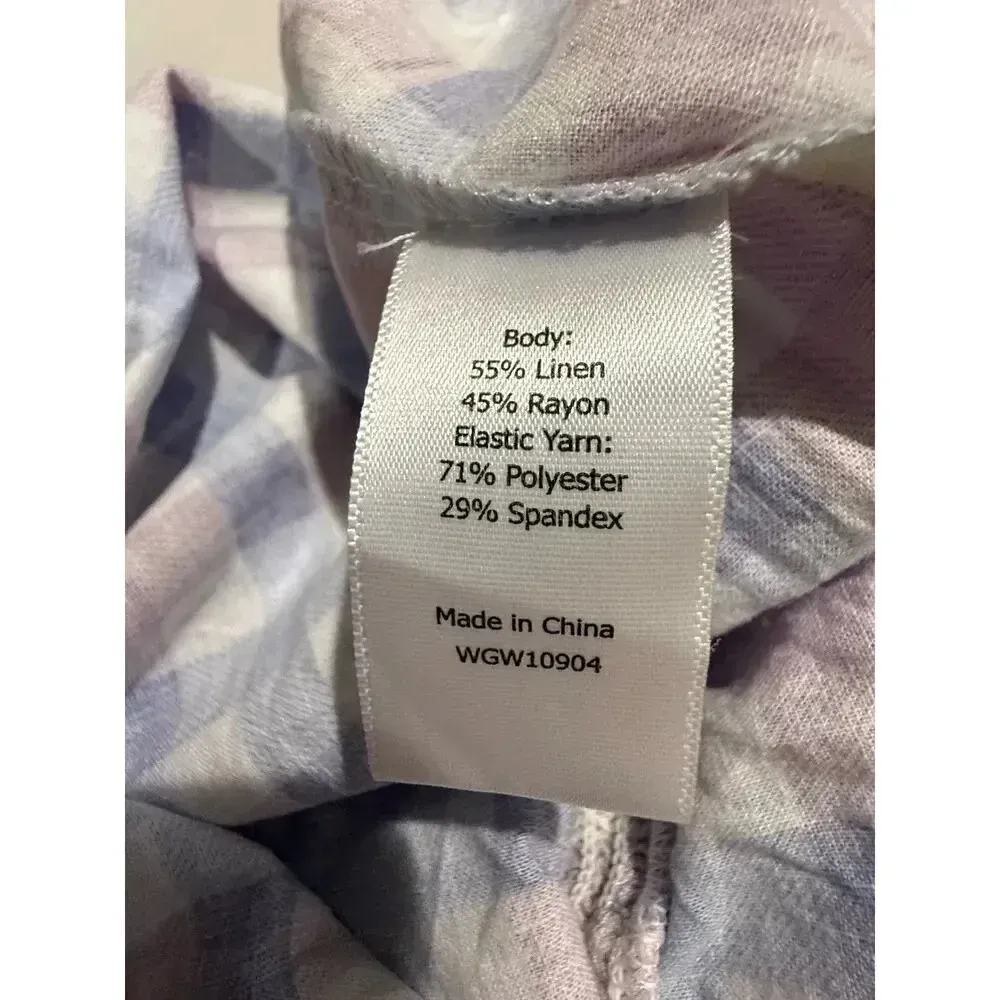 Body:
55% Linen
45% Rayon
Elastic Yarn:
71% Polyester
29% Spandex
Made in China
WGW10904